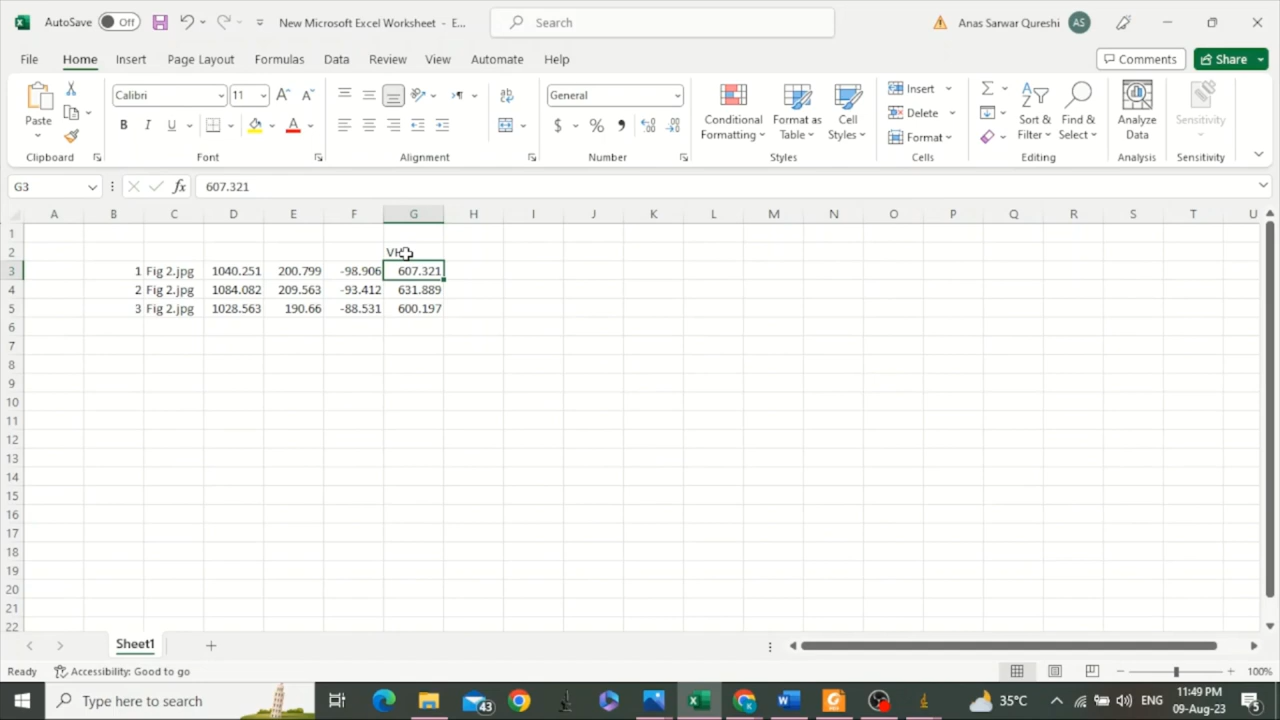 AutoSave Off New Microsoft Excel Worksheet - E... Search Anas Sarwar Qureshi AS
File Home Insert Page Layout Formulas Data Review View Automate Help Comments Share
Paste Calibri 11 General Insert Delete Format
B I U $ % , Conditional Formatting Format as Table Cell Styles Sort & Filter Find & Select Analyze Data Sensitivity
Clipboard Font Alignment Number Styles Cells Editing Analysis Sensitivity
G3 fx 607.321
A B C D E F G H I J K L M N O P Q R S T U
1
2
3 1 Fig 2.jpg 1040.251 200.799 -98.906 607.321
4 2 Fig 2.jpg 1084.082 209.563 -93.412 631.889
5 3 Fig 2.jpg 1028.563 190.66 -88.531 600.197
6
7
8
9
10
11
12
13
14
15
16
17
18
19
20
21
22
Sheet1
Ready Accessibility: Good to go 100%
Type here to search 43 35°C ENG 11:49 PM
09-Aug-23 5